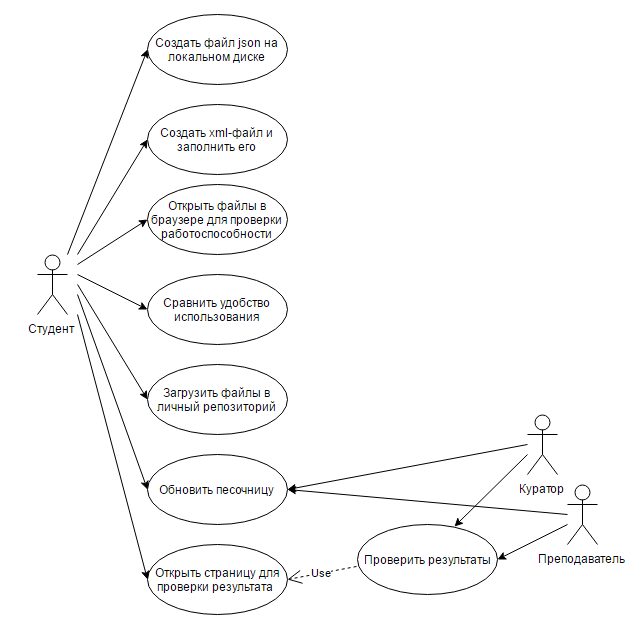 Создать файл json на
локальном диске
Создать xml-файл и
заполнить его
Открыть файлы в
браузере для проверки
работоспособности
Студент
Сравнить удобство
использования
Загрузить файлы в
личный репозиторий
Обновить песочницу
Куратор
Преподаватель
Проверить результаты
Use
Открыть страницу для
проверки результата